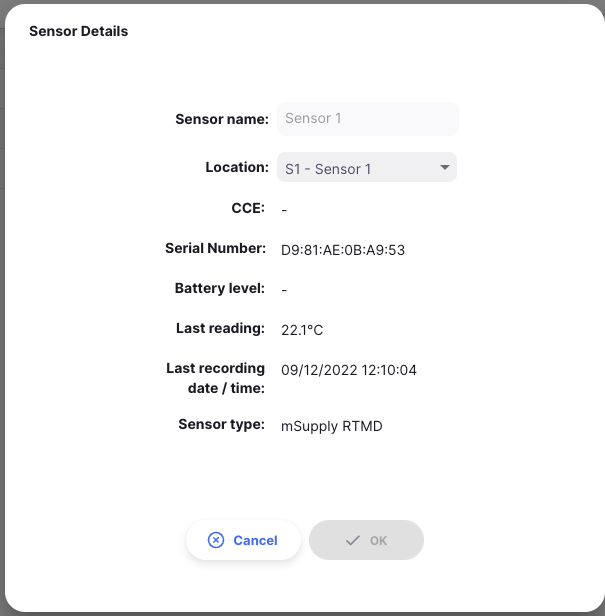 Sensor Details
Sensor name: Sensor 1
Location: S1 - Sensor 1
CCE: -
Serial Number: D9:81:AE:0B:A9:53
Battery level: -
Last reading: 22.1°C
Last recording 09/12/2022 12:10:04
date / time:
Sensor type: mSupply RTMD
Cancel OK